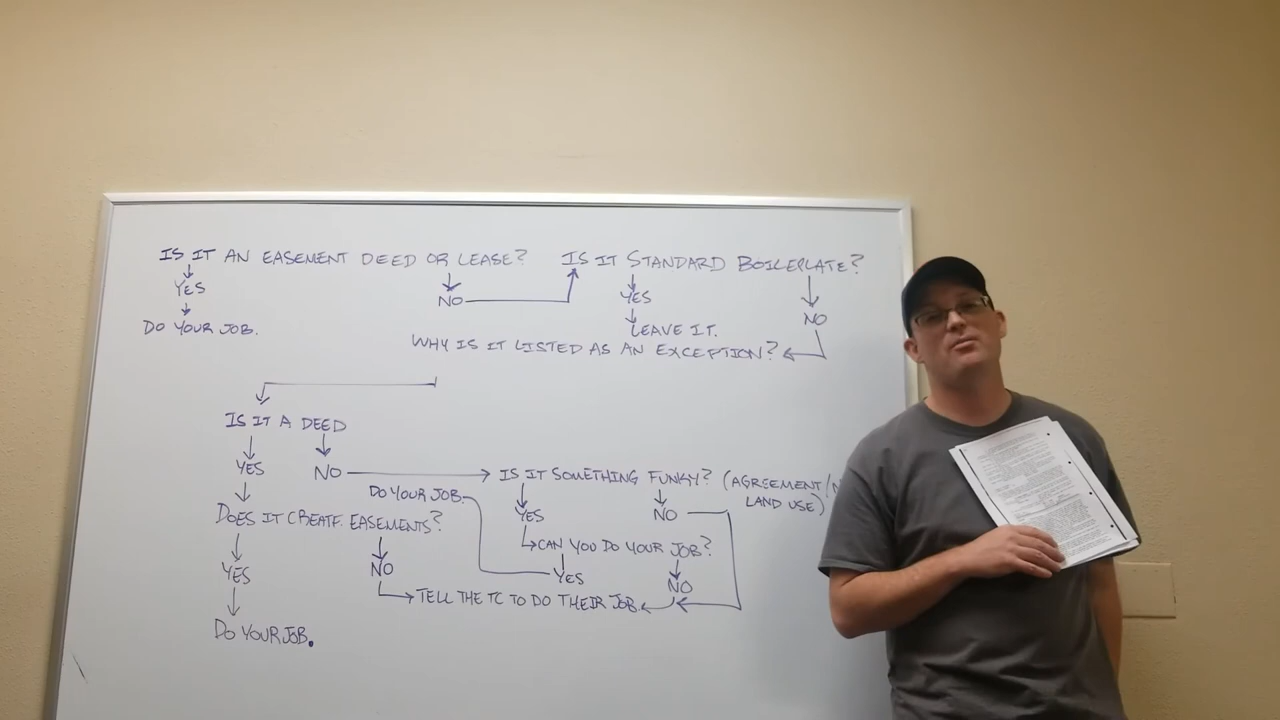 IS IT AN EASEMENT DEED OR LEASE? IS IT STANDARD BOILERPLATE?
YES
NO
YES
NO
DO YOUR JOB.
LEAVE IT.
WHY IS IT LISTED AS AN EXCEPTION?
IS IT A DEED
YES
NO
IS IT SOMETHING FUNKY? (AGREEMENT/
LAND USE)
DO YOUR JOB.
YES
NO
DOES IT CREATE EASEMENTS?
CAN YOU DO YOUR JOB?
YES
NO
YES
NO
TELL THE TC TO DO THEIR JOB.
DO YOUR JOB.